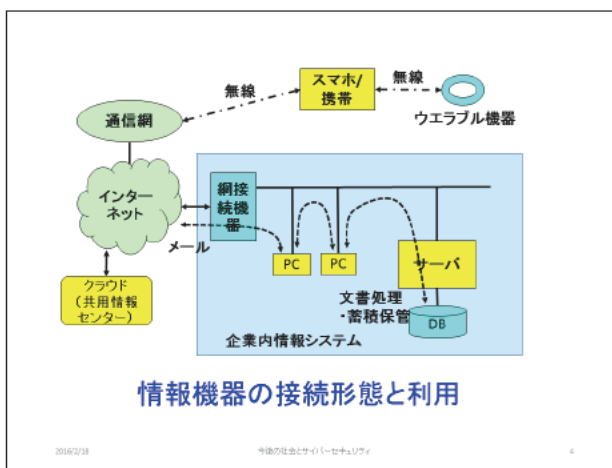 無線
スマホ/
携帯
無線
ウエラブル機器
通信網
インター
ネット
網接
続機
器
メール
PC
PC
サーバ
クラウド
(共用情報
センター)
文書処理
・蓄積保管
DB
企業内情報システム
情報機器の接続形態と利用
2016/2/18
今後の社会とサイバーセキュリティ
4